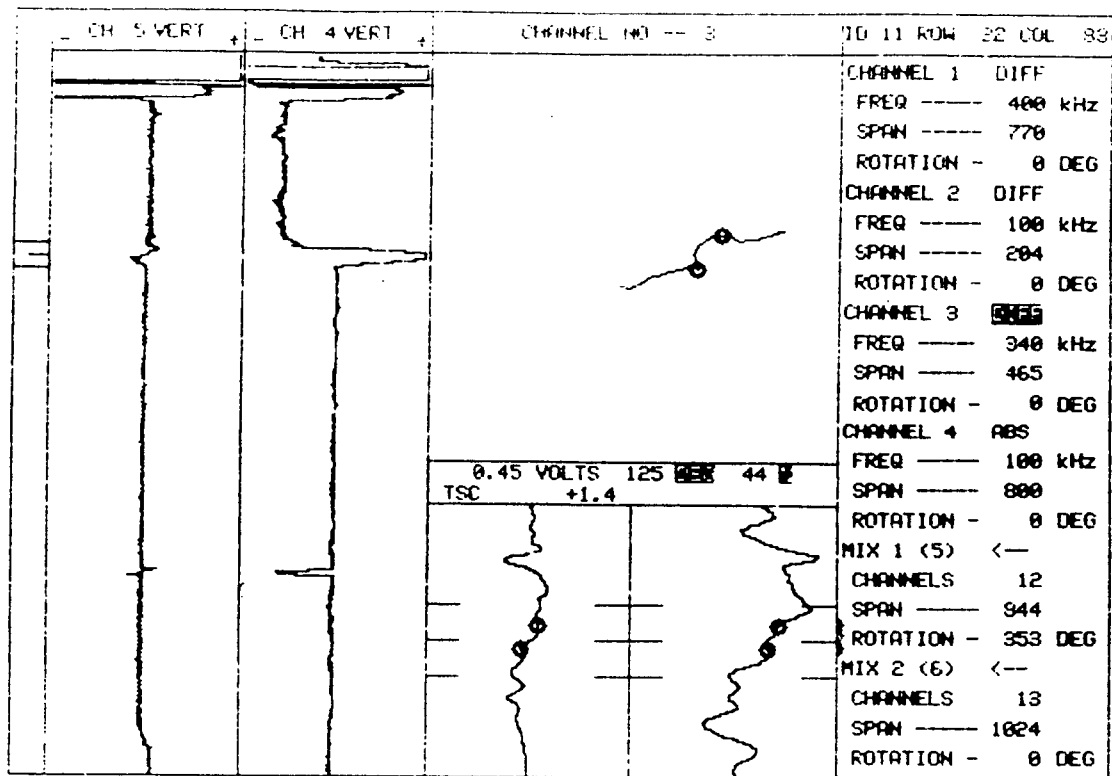 _ CH 5 VERT +
_ CH 4 VERT +
CHANNEL NO -- 3
ID 11 ROW 22 COL 83
CHANNEL 1 DIFF
FREQ ----- 400 kHz
SPAN ----- 770
ROTATION - 0 DEG
CHANNEL 2 DIFF
FREQ ----- 100 kHz
SPAN ----- 204
ROTATION - 0 DEG
CHANNEL 3 DIFF
FREQ ----- 340 kHz
SPAN ----- 465
ROTATION - 0 DEG
CHANNEL 4 ABS
FREQ ----- 100 kHz
SPAN ----- 800
ROTATION - 0 DEG
MIX 1 (5) <--
CHANNELS 12
SPAN ----- 944
ROTATION - 353 DEG
MIX 2 (6) <--
CHANNELS 13
SPAN ----- 1024
ROTATION - 0 DEG
0.45 VOLTS 125 44
TSC +1.4